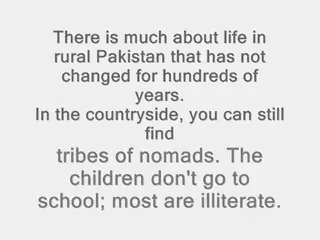 There is much about life in
rural Pakistan that has not
changed for hundreds of
years.
In the countryside, you can still
find
tribes of nomads. The
children don't go to
school; most are illiterate.